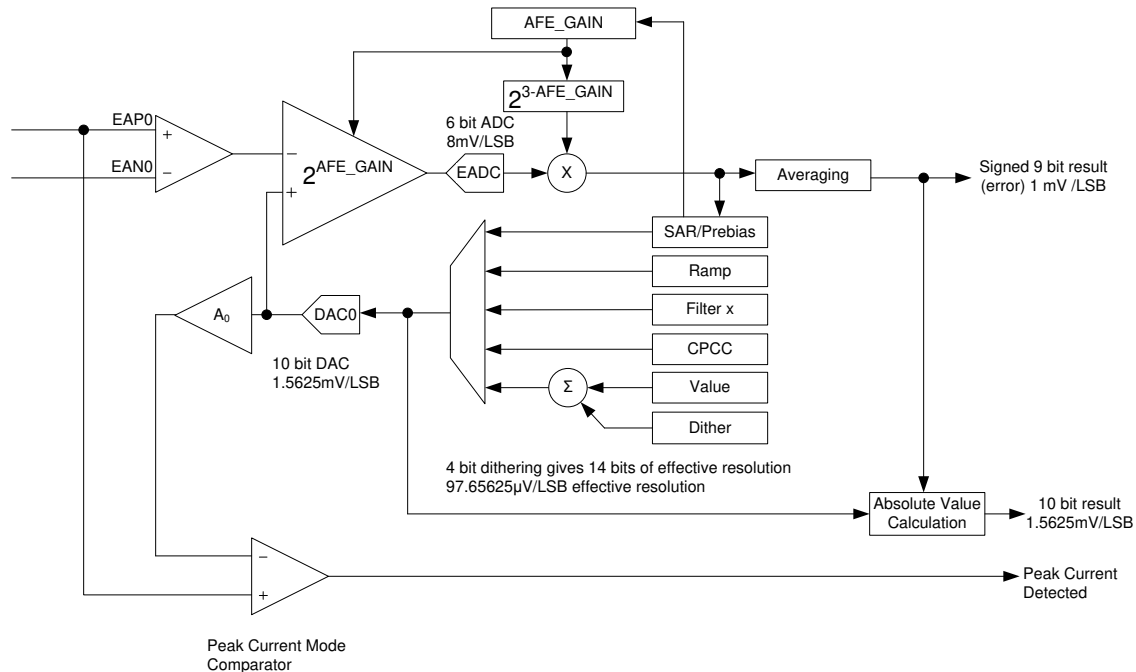 AFE_GAIN
2^3-AFE_GAIN
6 bit ADC
8mV/LSB
EAP0
+
EAN0
−
−
2^AFE_GAIN
+
EADC
X
Averaging
Signed 9 bit result
(error) 1 mV /LSB
SAR/Prebias
Ramp
A₀
DAC0
Filter x
10 bit DAC
1.5625mV/LSB
CPCC
Σ
Value
Dither
4 bit dithering gives 14 bits of effective resolution
97.65625µV/LSB effective resolution
Absolute Value
Calculation
10 bit result
1.5625mV/LSB
−
+
Peak Current
Detected
Peak Current Mode
Comparator